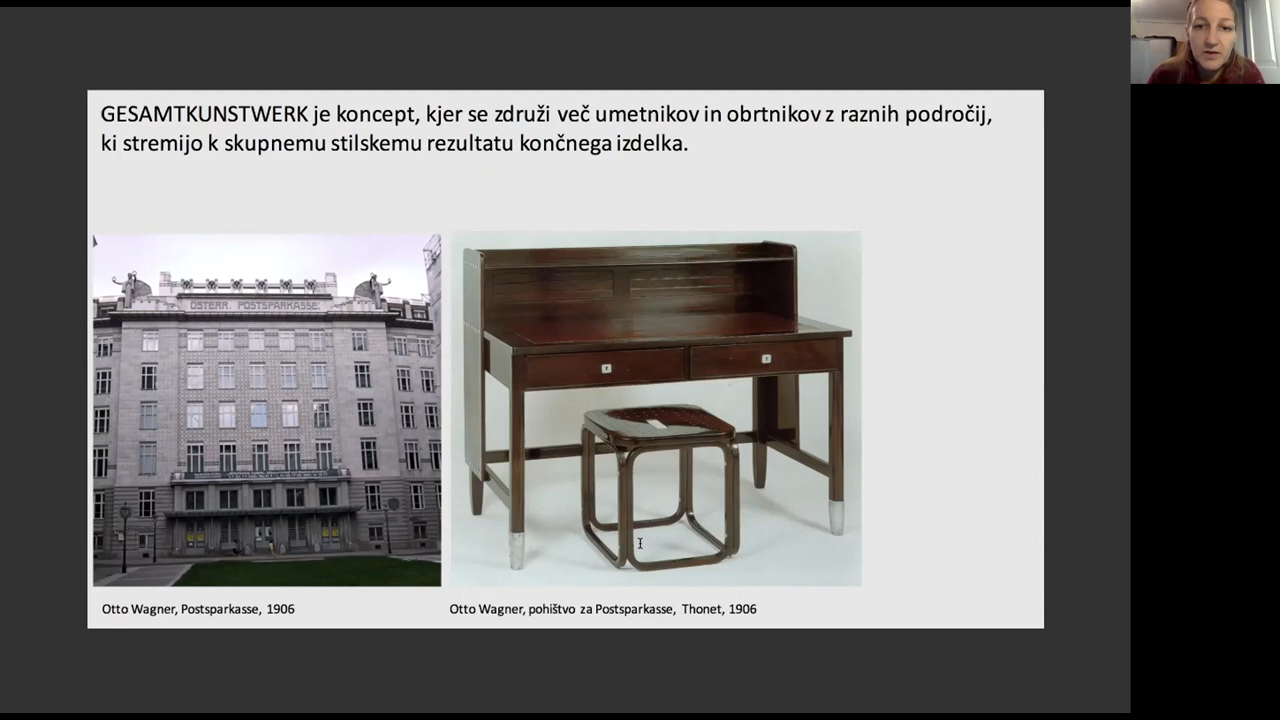 GESAMTKUNSTWERK je koncept, kjer se združi več umetnikov in obrtnikov z raznih področij,
ki stremijo k skupnemu stilskemu rezultatu končnega izdelka.
ÖSTERR. POSTSPARKASSE
Otto Wagner, Postsparkasse, 1906
Otto Wagner, pohištvo za Postsparkasse, Thonet, 1906